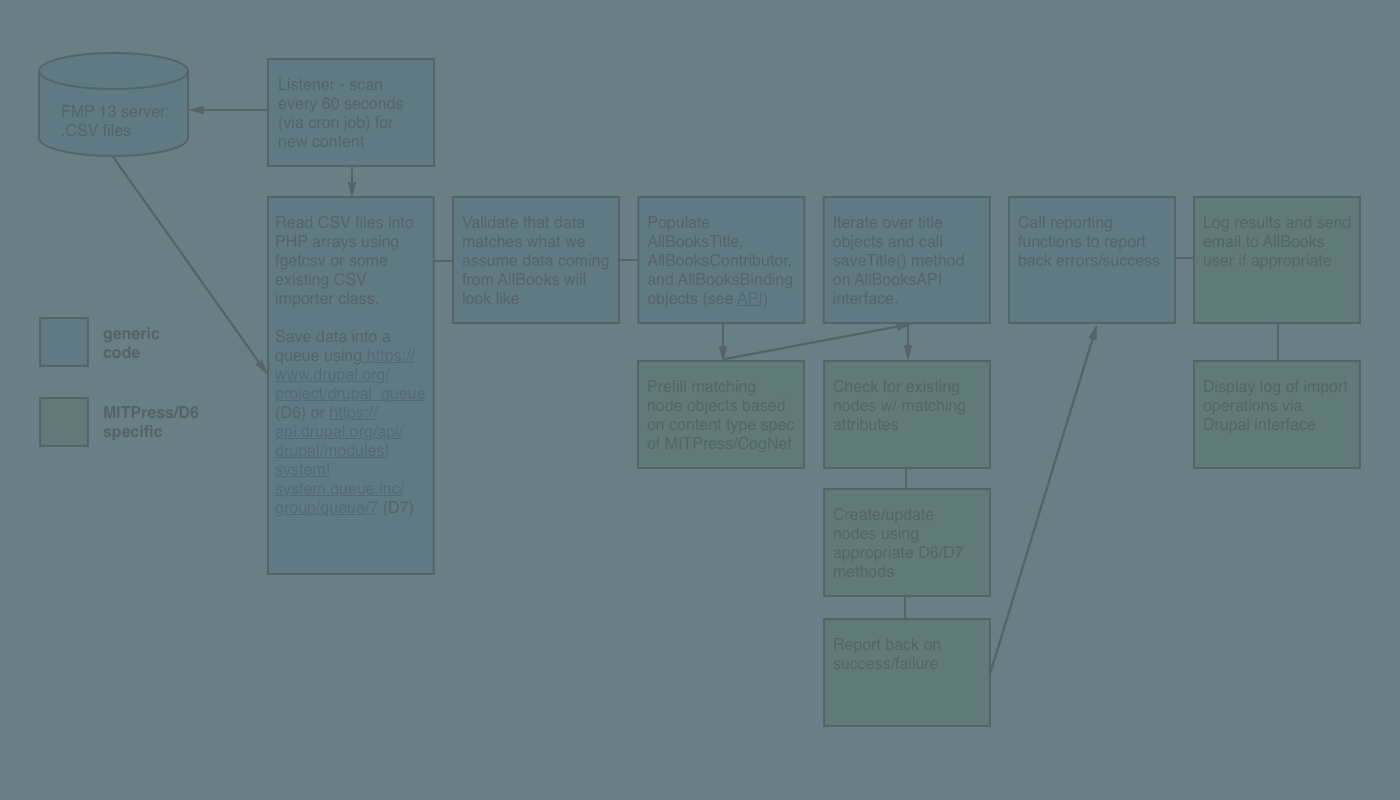 FMP 13 server:
.CSV files
Listener - scan
every 60 seconds
(via cron job) for
new content
Read CSV files into
PHP arrays using
fgetcsv or some
existing CSV
importer class.
Save data into a
queue using https://
www.drupal.org/
project/drupal_queue
(D6) or https://
api.drupal.org/api/
drupal/modules!
system!
system.queue.inc/
group/queue/7 (D7)
Validate that data
matches what we
assume data coming
from AllBooks will
look like
Populate
AllBooksTitle,
AllBooksContributor,
and AllBooksBinding
objects (see API)
Iterate over title
objects and call
saveTitle() method
on AllBooksAPI
interface.
Call reporting
functions to report
back errors/success
Log results and send
email to AllBooks
user if appropriate
generic
code
MITPress/D6
specific
Prefill matching
node objects based
on content type spec
of MITPress/CogNet
Check for existing
nodes w/ matching
attributes
Display log of import
operations via
Drupal interface
Create/update
nodes using
appropriate D6/D7
methods
Report back on
success/failure